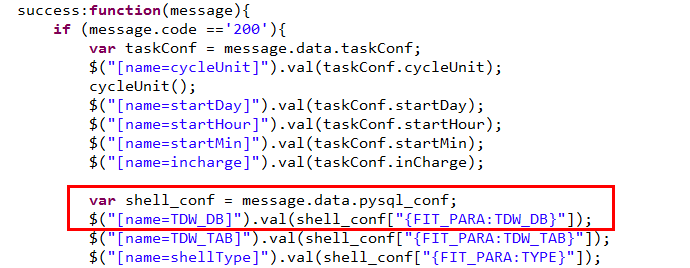 success:function(message){
if (message.code =='200'){
var taskConf = message.data.taskConf;
$("[name=cycleUnit]").val(taskConf.cycleUnit);
cycleUnit();
$("[name=startDay]").val(taskConf.startDay);
$("[name=startHour]").val(taskConf.startHour);
$("[name=startMin]").val(taskConf.startMin);
$("[name=incharge]").val(taskConf.inCharge);
var shell_conf = message.data.pysql_conf;
$("[name=TDW_DB]").val(shell_conf["{FIT_PARA:TDW_DB}"]);
$("[name=TDW_TAB]").val(shell_conf["{FIT_PARA:TDW_TAB}"]);
$("[name=shellType]").val(shell_conf["{FIT_PARA:TYPE}"]);